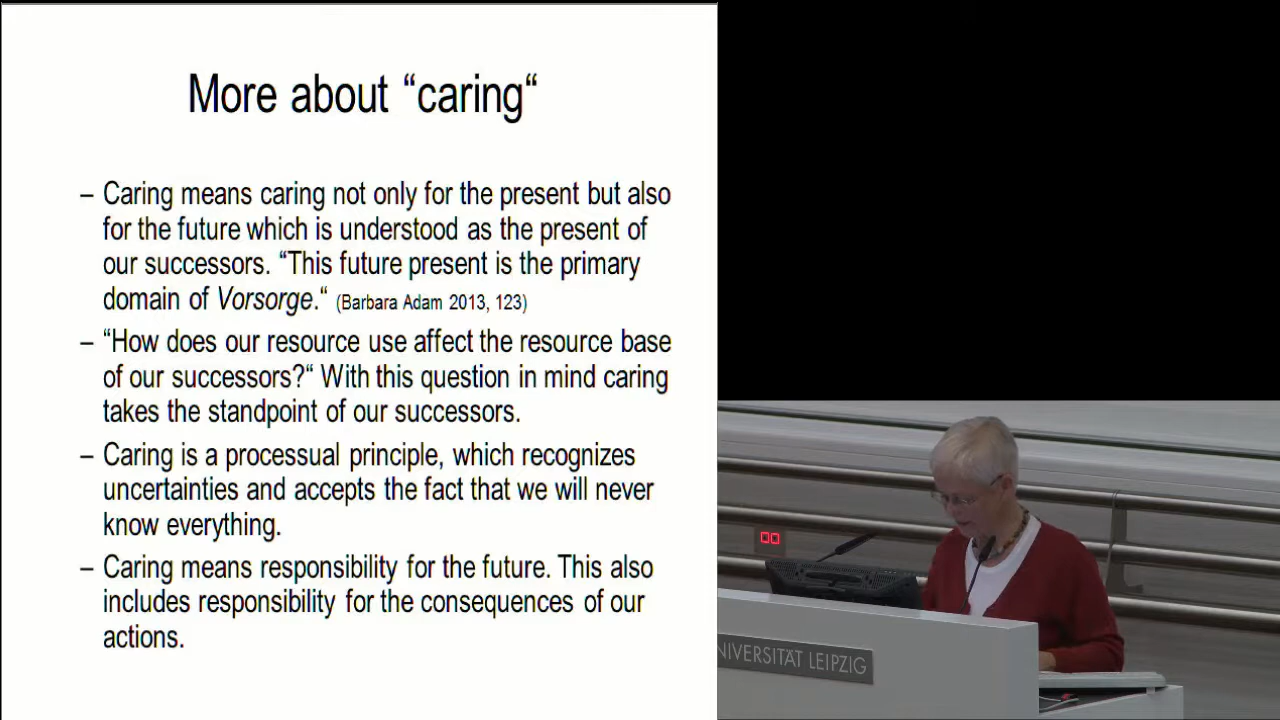 More about “caring“
– Caring means caring not only for the present but also
for the future which is understood as the present of
our successors. “This future present is the primary
domain of Vorsorge.“ (Barbara Adam 2013, 123)
– “How does our resource use affect the resource base
of our successors?“ With this question in mind caring
takes the standpoint of our successors.
– Caring is a processual principle, which recognizes
uncertainties and accepts the fact that we will never
know everything.
– Caring means responsibility for the future. This also
includes responsibility for the consequences of our
actions.
00
NIVERSITÄT LEIPZIG